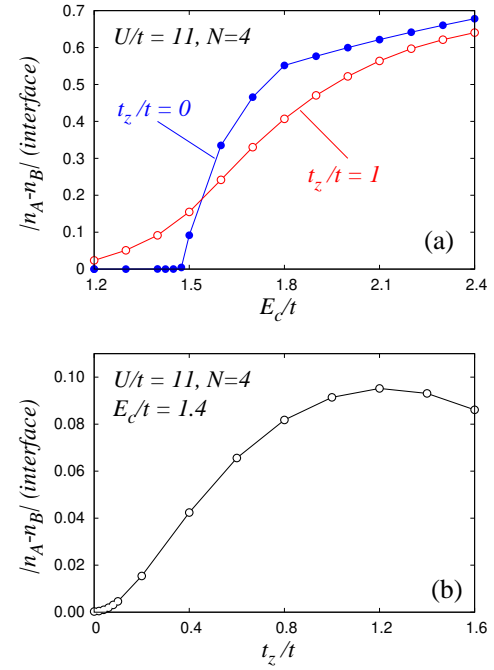 0.7
0.6
0.5
0.4
0.3
0.2
0.1
0
U/t = 11, N=4
t_z/t = 0
t_z/t = 1
(a)
|n_A-n_B| (interface)
1.2 1.5 1.8 2.1 2.4
E_c/t
0.10
0.08
0.06
0.04
0.02
0.00
U/t = 11, N=4
E_c/t = 1.4
(b)
|n_A-n_B| (interface)
0 0.4 0.8 1.2 1.6
t_z/t